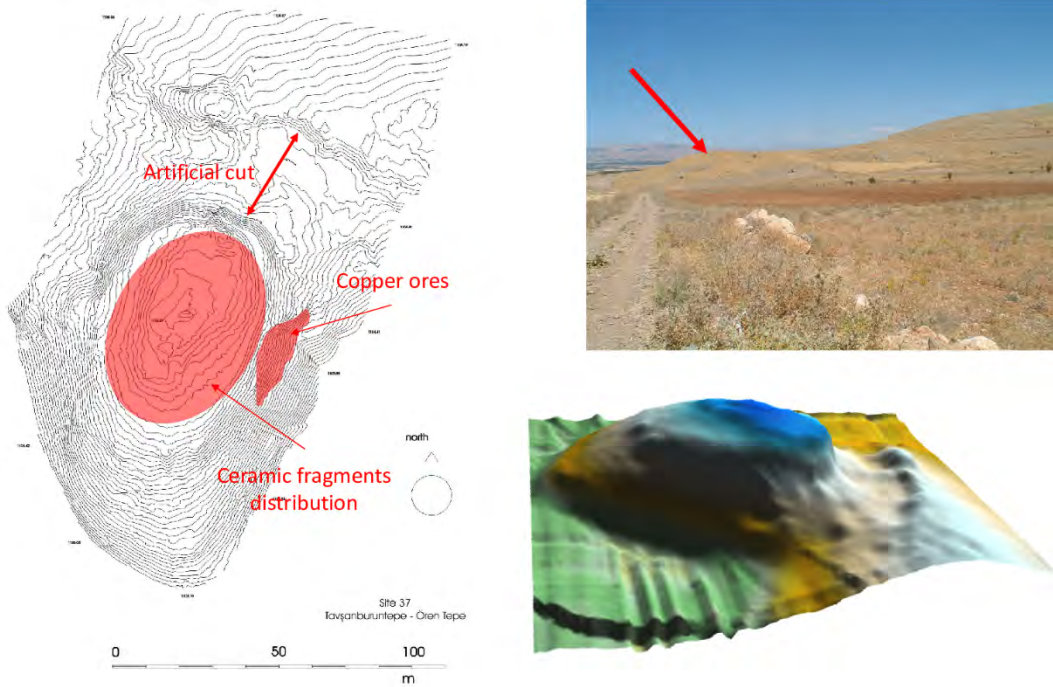 Artificial cut
Copper ores
north
Ceramic fragments
distribution
Site 37
Tavşanburuntepe - Ören Tepe
0 50 100
m